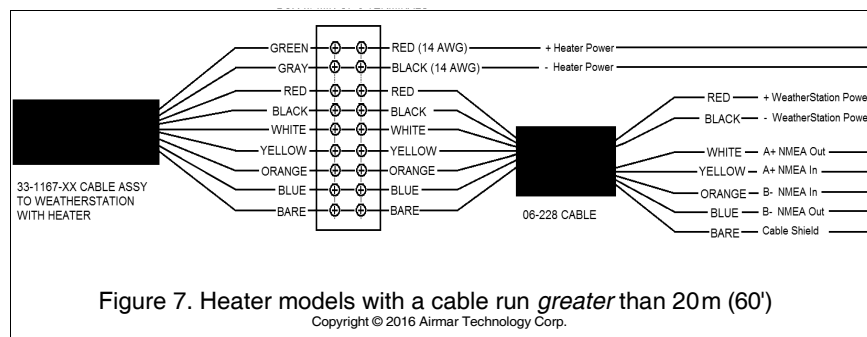 GREEN RED (14 AWG) + Heater Power
GRAY BLACK (14 AWG) - Heater Power
RED RED
BLACK BLACK
WHITE WHITE
YELLOW YELLOW
ORANGE ORANGE
BLUE BLUE
BARE BARE
33-1167-XX CABLE ASSY
TO WEATHERSTATION
WITH HEATER
06-228 CABLE
RED + WeatherStation Powe
BLACK - WeatherStation Powe
WHITE A+ NMEA Out
YELLOW A+ NMEA In
ORANGE B- NMEA In
BLUE B- NMEA Out
BARE Cable Shield
Figure 7. Heater models with a cable run greater than 20m (60')
Copyright © 2016 Airmar Technology Corp.